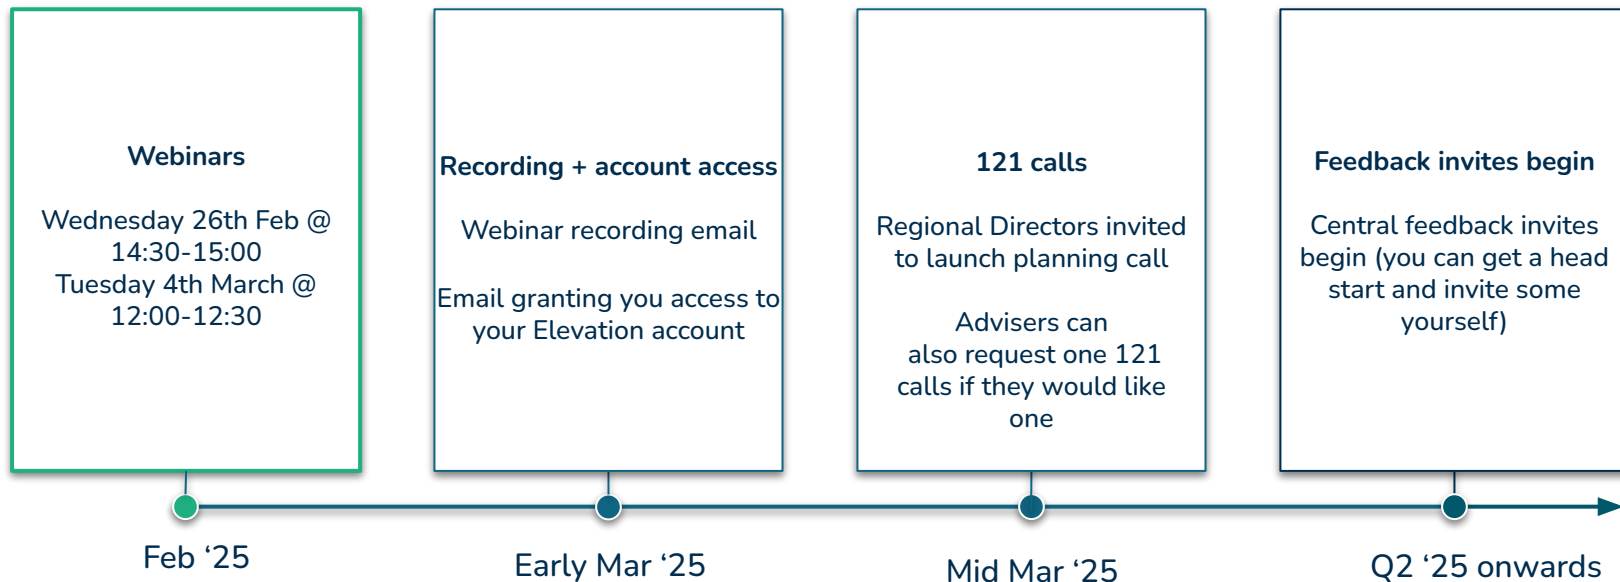 Webinars
Wednesday 26th Feb @
14:30-15:00
Tuesday 4th March @
12:00-12:30
Recording + account access
Webinar recording email
Email granting you access to
your Elevation account
121 calls
Regional Directors invited
to launch planning call
Advisers can
also request one 121
calls if they would like
one
Feedback invites begin
Central feedback invites
begin (you can get a head
start and invite some
yourself)
Feb ‘25
Early Mar ‘25
Mid Mar ‘25
Q2 ‘25 onwards